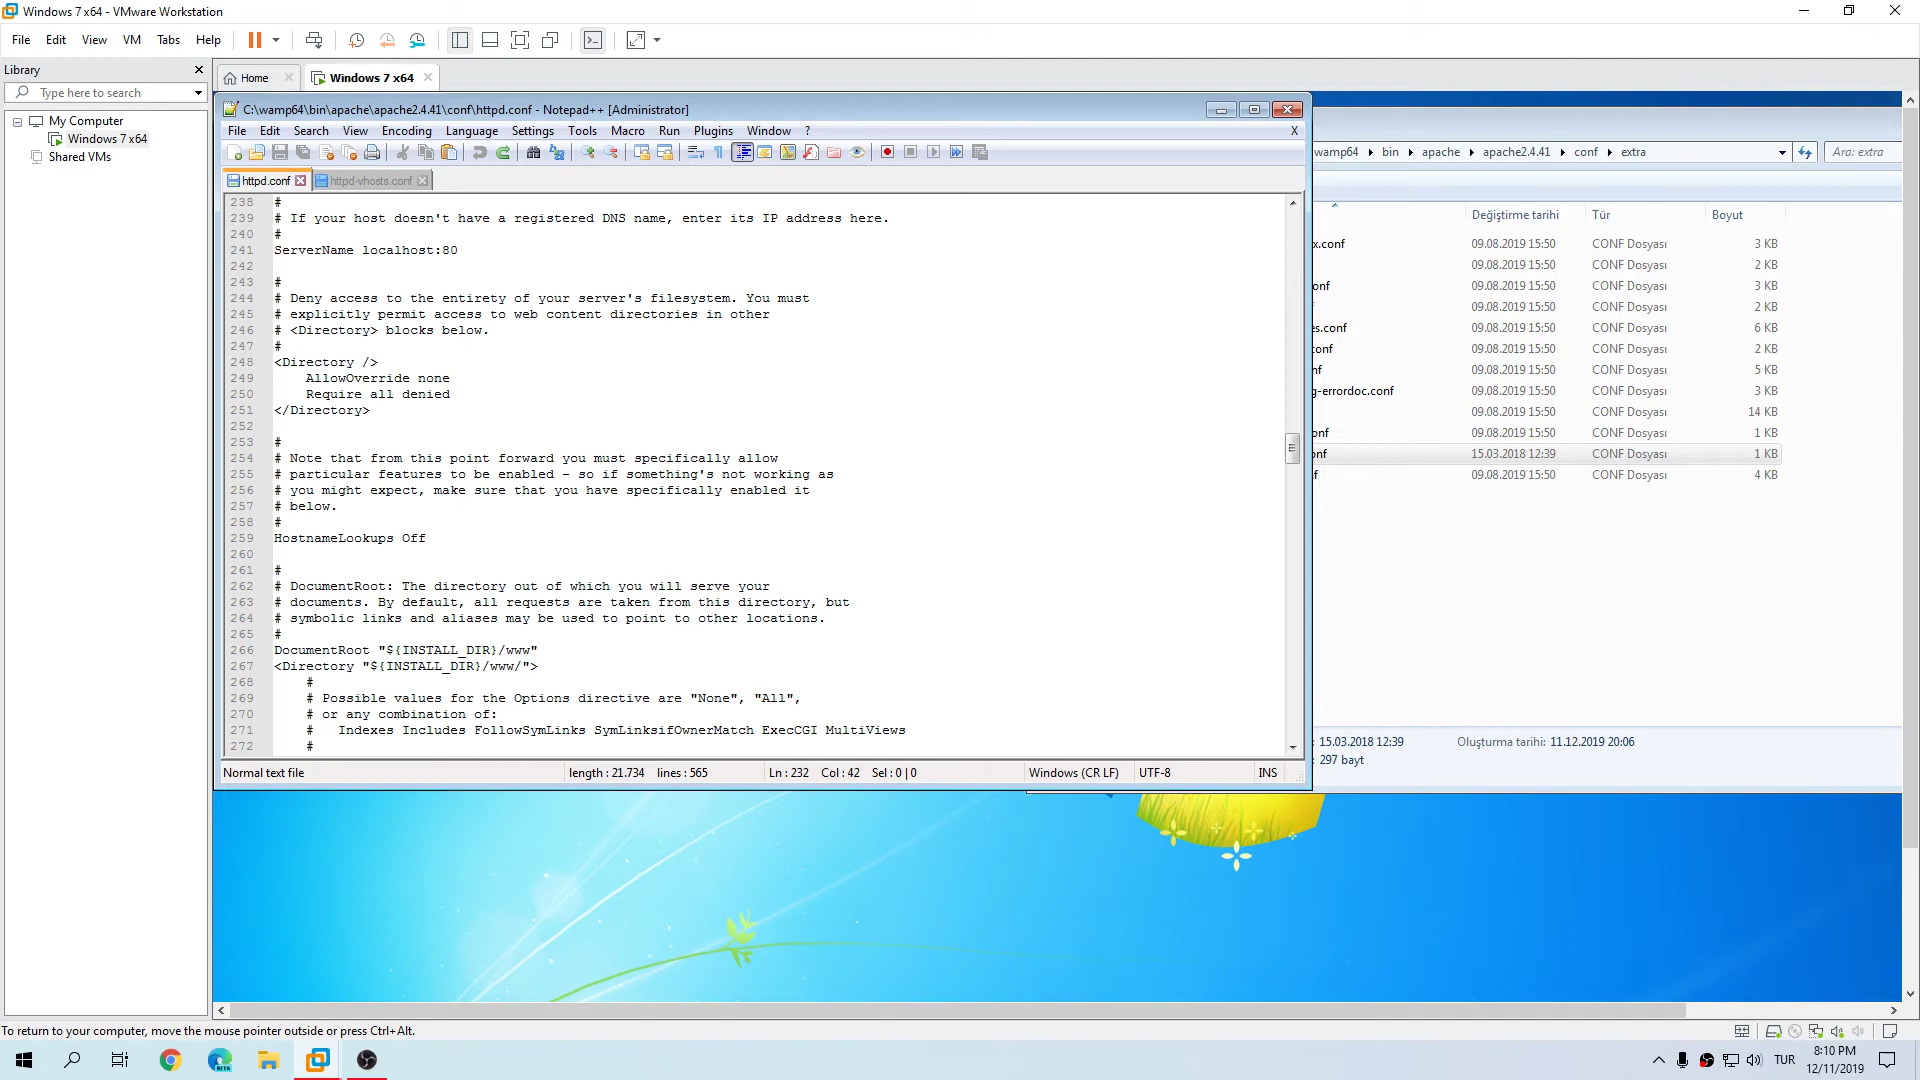 Windows 7 x64 - VMware Workstation
File Edit View VM Tabs Help
Library
Type here to search
My Computer
Windows 7 x64
Shared VMs
Home
Windows 7 x64
C:\wamp64\bin\apache\apache2.4.41\conf\httpd.conf - Notepad++ [Administrator]
File Edit Search View Encoding Language Settings Tools Macro Run Plugins Window ? X
httpd.conf
httpd-vhosts.conf
238 #
239 # If your host doesn't have a registered DNS name, enter its IP address here.
240 #
241 ServerName localhost:80
242
243 #
244 # Deny access to the entirety of your server's filesystem. You must
245 # explicitly permit access to web content directories in other
246 # <Directory> blocks below.
247 #
248 <Directory />
249 AllowOverride none
250 Require all denied
251 </Directory>
252
253 #
254 # Note that from this point forward you must specifically allow
255 # particular features to be enabled - so if something's not working as
256 # you might expect, make sure that you have specifically enabled it
257 # below.
258 #
259 HostnameLookups Off
260
261 #
262 # DocumentRoot: The directory out of which you will serve your
263 # documents. By default, all requests are taken from this directory, but
264 # symbolic links and aliases may be used to point to other locations.
265 #
266 DocumentRoot "${INSTALL_DIR}/www"
267 <Directory "${INSTALL_DIR}/www/">
268 #
269 # Possible values for the Options directive are "None", "All",
270 # or any combination of:
271 # Indexes Includes FollowSymLinks SymLinksifOwnerMatch ExecCGI MultiViews
272 #
Normal text file length : 21.734 lines : 565 Ln : 232 Col : 42 Sel : 0 | 0 Windows (CR LF) UTF-8 INS
wamp64 bin apache apache2.4.41 conf extra
Ara: extra
Değiştirme tarihi Tür Boyut
x.conf 09.08.2019 15:50 CONF Dosyası 3 KB
09.08.2019 15:50 CONF Dosyası 2 KB
onf 09.08.2019 15:50 CONF Dosyası 3 KB
09.08.2019 15:50 CONF Dosyası 2 KB
es.conf 09.08.2019 15:50 CONF Dosyası 6 KB
conf 09.08.2019 15:50 CONF Dosyası 2 KB
nf 09.08.2019 15:50 CONF Dosyası 5 KB
g-errordoc.conf 09.08.2019 15:50 CONF Dosyası 3 KB
09.08.2019 15:50 CONF Dosyası 14 KB
onf 09.08.2019 15:50 CONF Dosyası 1 KB
onf 15.03.2018 12:39 CONF Dosyası 1 KB
f 09.08.2019 15:50 CONF Dosyası 4 KB
: 15.03.2018 12:39 Oluşturma tarihi: 11.12.2019 20:06
: 297 bayt
To return to your computer, move the mouse pointer outside or press Ctrl+Alt.
BETA
TUR
8:10 PM
12/11/2019